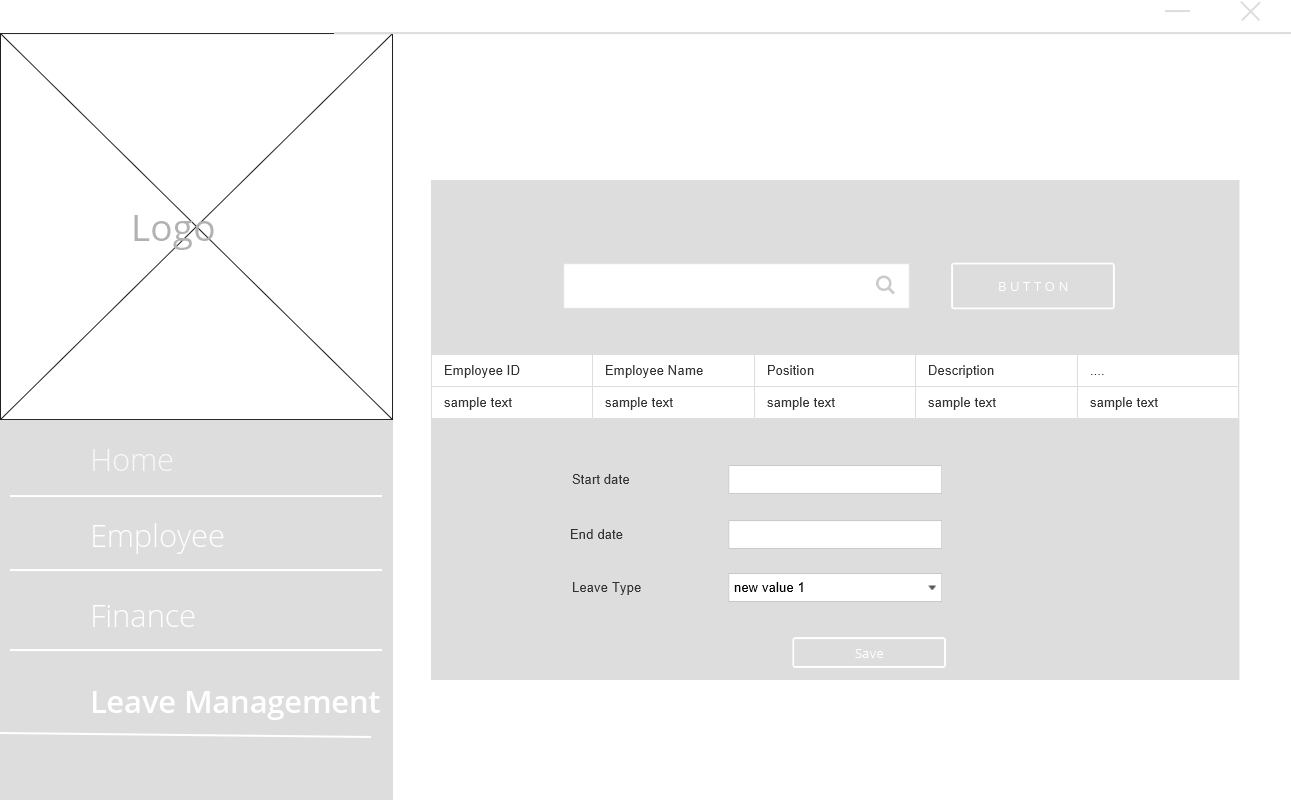 Logo
Home
Employee
Finance
Leave Management
BUTTON
Employee ID Employee Name Position Description ....
sample text sample text sample text sample text sample text
Start date
End date
Leave Type new value 1
Save